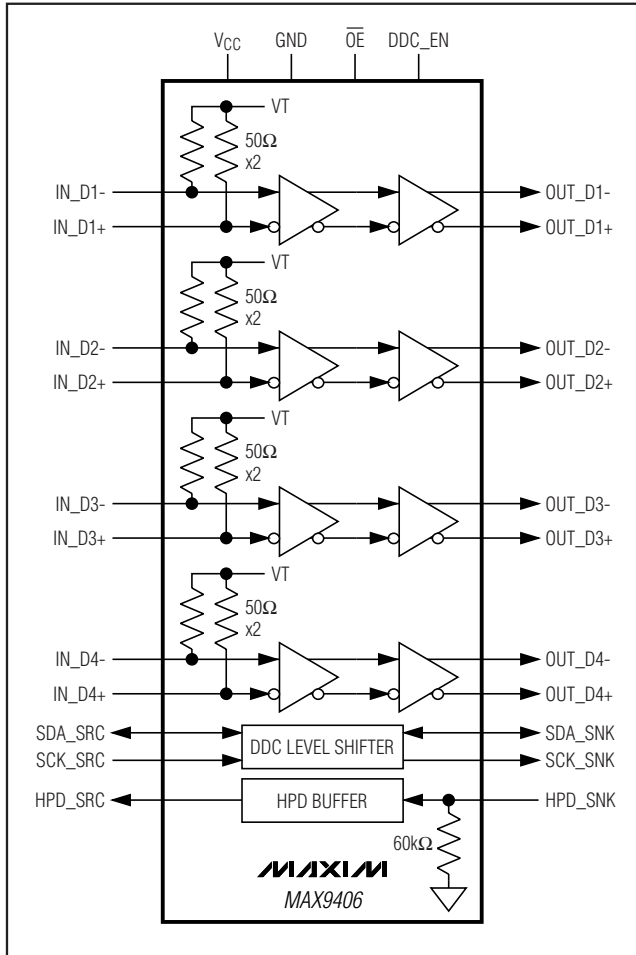 VCC GND O̅E̅ DDC_EN
VT
50Ω
x2
IN_D1- OUT_D1-
IN_D1+ OUT_D1+
VT
50Ω
x2
IN_D2- OUT_D2-
IN_D2+ OUT_D2+
VT
50Ω
x2
IN_D3- OUT_D3-
IN_D3+ OUT_D3+
VT
50Ω
x2
IN_D4- OUT_D4-
IN_D4+ OUT_D4+
SDA_SRC DDC LEVEL SHIFTER SDA_SNK
SCK_SRC SCK_SNK
HPD_SRC HPD BUFFER HPD_SNK
60kΩ
MAXIM
MAX9406